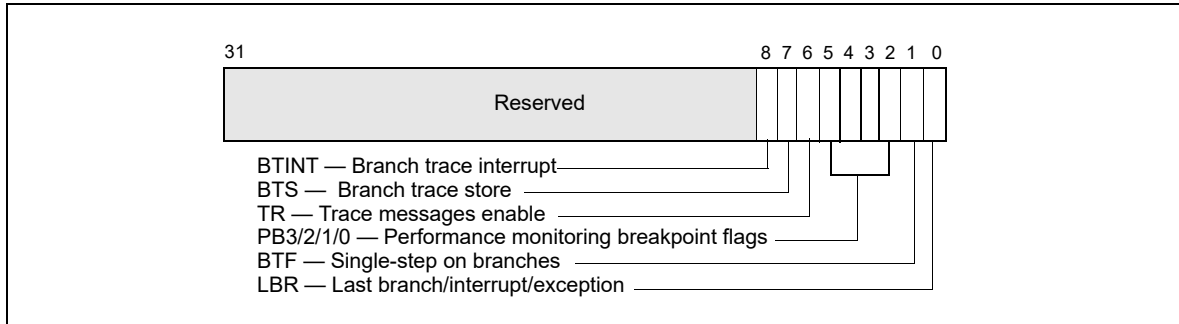 31 8 7 6 5 4 3 2 1 0
Reserved
BTINT — Branch trace interrupt
BTS — Branch trace store
TR — Trace messages enable
PB3/2/1/0 — Performance monitoring breakpoint flags
BTF — Single-step on branches
LBR — Last branch/interrupt/exception